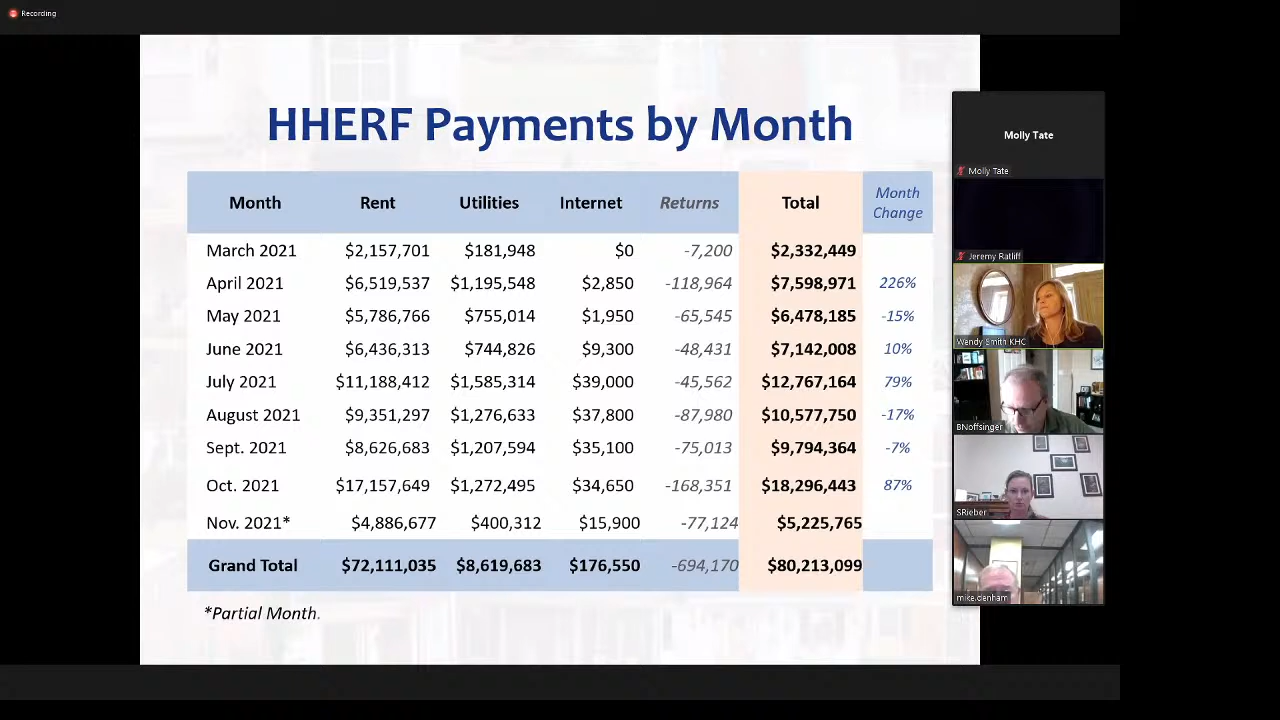 Recording
HHERF Payments by Month
Month Rent Utilities Internet Returns Total Month Change
March 2021 $2,157,701 $181,948 $0 -7,200 $2,332,449
April 2021 $6,519,537 $1,195,548 $2,850 -118,964 $7,598,971 226%
May 2021 $5,786,766 $755,014 $1,950 -65,545 $6,478,185 -15%
June 2021 $6,436,313 $744,826 $9,300 -48,431 $7,142,008 10%
July 2021 $11,188,412 $1,585,314 $39,000 -45,562 $12,767,164 79%
August 2021 $9,351,297 $1,276,633 $37,800 -87,980 $10,577,750 -17%
Sept. 2021 $8,626,683 $1,207,594 $35,100 -75,013 $9,794,364 -7%
Oct. 2021 $17,157,649 $1,272,495 $34,650 -168,351 $18,296,443 87%
Nov. 2021* $4,886,677 $400,312 $15,900 -77,124 $5,225,765
Grand Total $72,111,035 $8,619,683 $176,550 -694,170 $80,213,099
*Partial Month.
Molly Tate
Molly Tate
Jeremy Ratliff
Wendy Smith KHC
BNoffsinger
SRieber
mike.denham